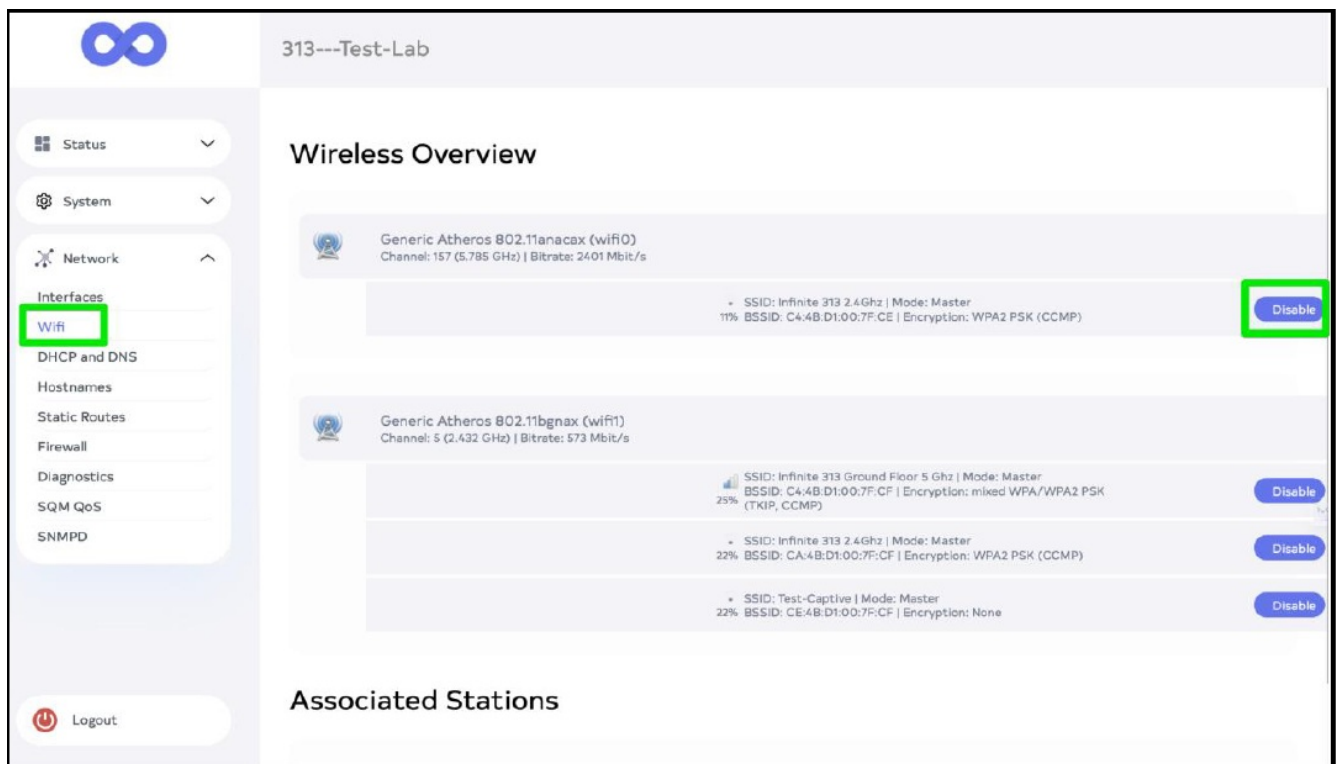 313---Test-Lab
Status
System
Network
Interfaces
Wifi
DHCP and DNS
Hostnames
Static Routes
Firewall
Diagnostics
SQM QoS
SNMPD
Logout
Wireless Overview
Generic Atheros 802.11anacax (wifi0)
Channel: 157 (5.785 GHz) | Bitrate: 2401 Mbit/s
SSID: Infinite 313 2.4Ghz | Mode: Master
11% BSSID: C4:4B:D1:00:7F:CE | Encryption: WPA2 PSK (CCMP)
Disable
Generic Atheros 802.11bgnax (wifi1)
Channel: 5 (2.432 GHz) | Bitrate: 573 Mbit/s
SSID: Infinite 313 Ground Floor 5 Ghz | Mode: Master
25% BSSID: C4:4B:D1:00:7F:CF | Encryption: mixed WPA/WPA2 PSK
(TKIP, CCMP)
Disable
SSID: Infinite 313 2.4Ghz | Mode: Master
22% BSSID: CA:4B:D1:00:7F:CF | Encryption: WPA2 PSK (CCMP)
Disable
SSID: Test-Captive | Mode: Master
22% BSSID: CE:4B:D1:00:7F:CF | Encryption: None
Disable
Associated Stations